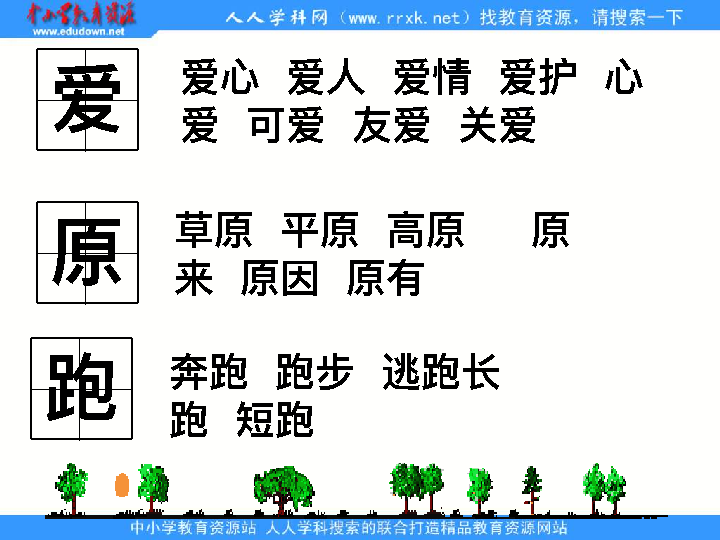 中小学教育资源
www.edudown.net
人人学科网（www.rrxk.net）找教育资源，请搜索一下
爱
爱心 爱人 爱情 爱护 心
爱 可爱 友爱 关爱
原
草原 平原 高原 原
来 原因 原有
跑
奔跑 跑步 逃跑长
跑 短跑
中小学教育资源站 人人学科搜索的联合打造精品教育资源网站